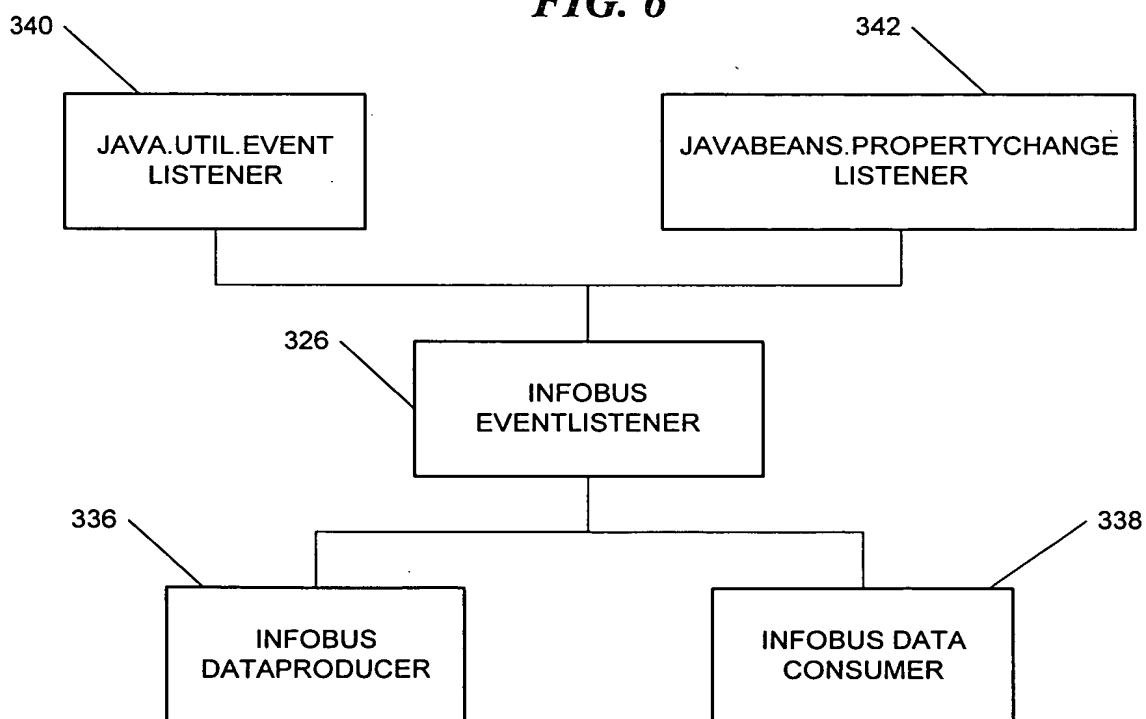 FIG. 6
340
342
JAVA.UTIL.EVENT
LISTENER
JAVABEANS.PROPERTYCHANGE
LISTENER
326
INFOBUS
EVENTLISTENER
336
338
INFOBUS
DATAPRODUCER
INFOBUS DATA
CONSUMER